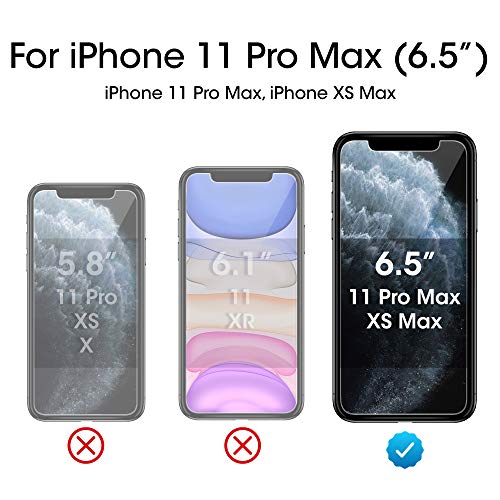 For iPhone 11 Pro Max (6.5”)
iPhone 11 Pro Max, iPhone XS Max
5.8”
11 Pro
XS
X
6.1”
11
XR
6.5”
11 Pro Max
XS Max